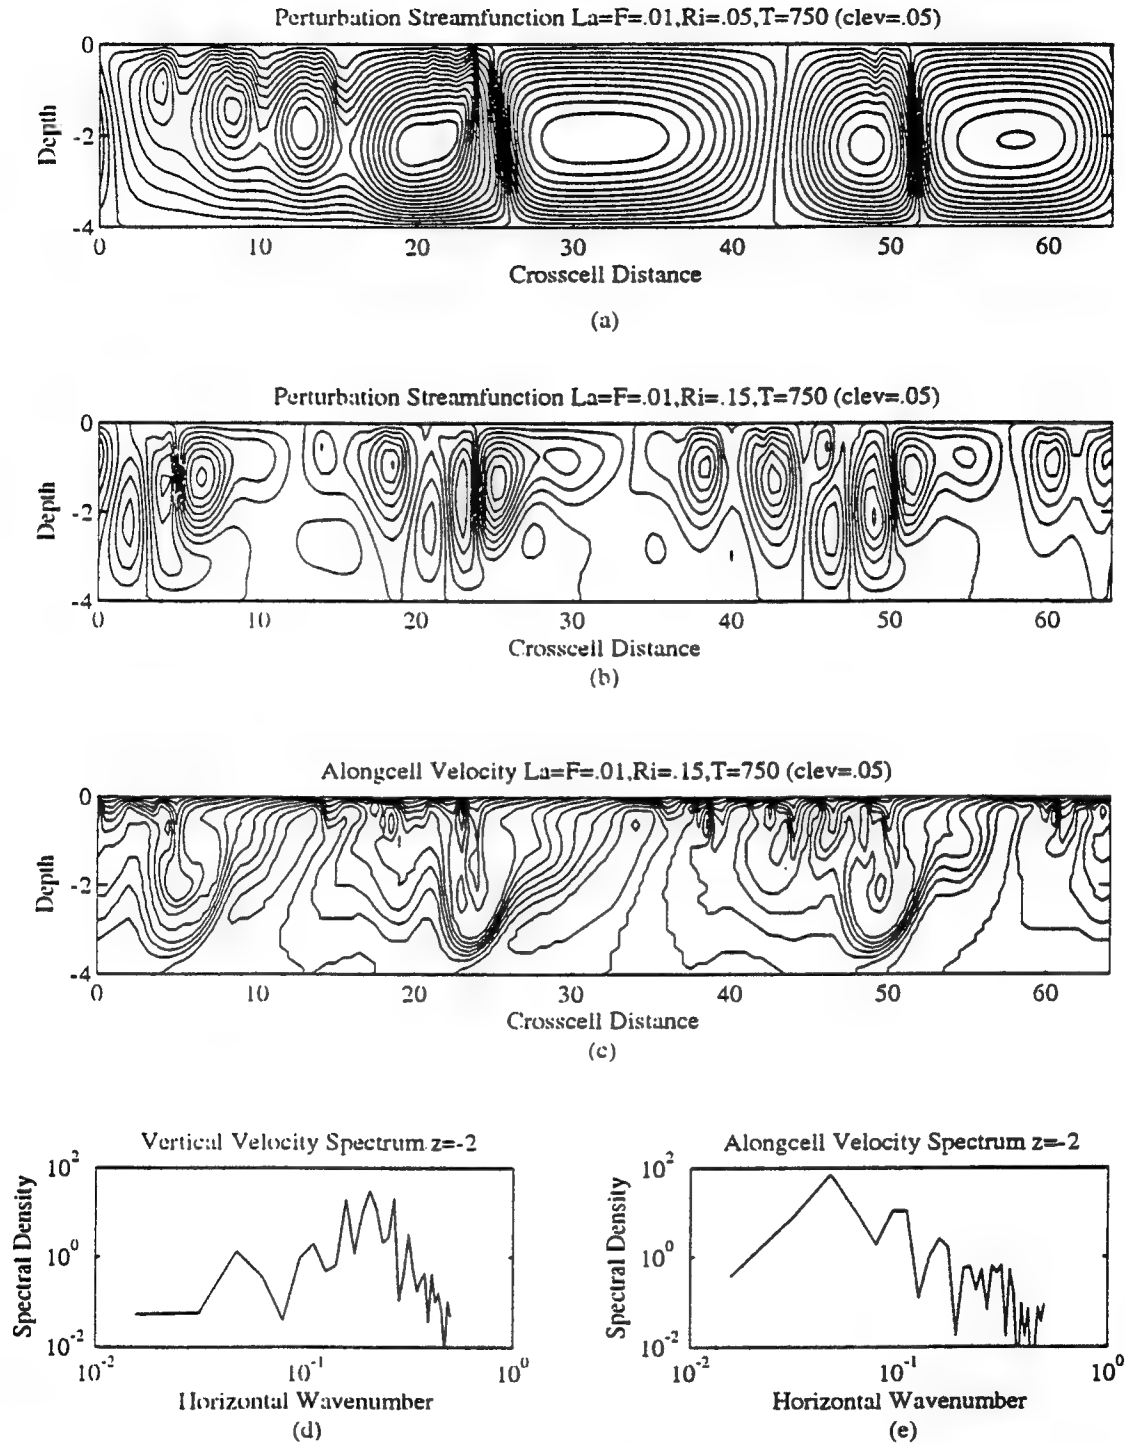 Perturbation Streamfunction La=F=.01,Ri=.05,T=750 (clev=.05)
0
-2
-4
Depth
0 10 20 30 40 50 60
Crosscell Distance
(a)
Perturbation Streamfunction La=F=.01,Ri=.15,T=750 (clev=.05)
0
-2
-4
Depth
0 10 20 30 40 50 60
Crosscell Distance
(b)
Alongcell Velocity La=F=.01,Ri=.15,T=750 (clev=.05)
0
-2
-4
Depth
0 10 20 30 40 50 60
Crosscell Distance
(c)
Vertical Velocity Spectrum z=-2
10^2
10^0
10^-2
Spectral Density
10^-2 10^-1 10^0
Horizontal Wavenumber
(d)
Alongcell Velocity Spectrum z=-2
10^2
10^0
10^-2
Spectral Density
10^-2 10^-1 10^0
Horizontal Wavenumber
(e)